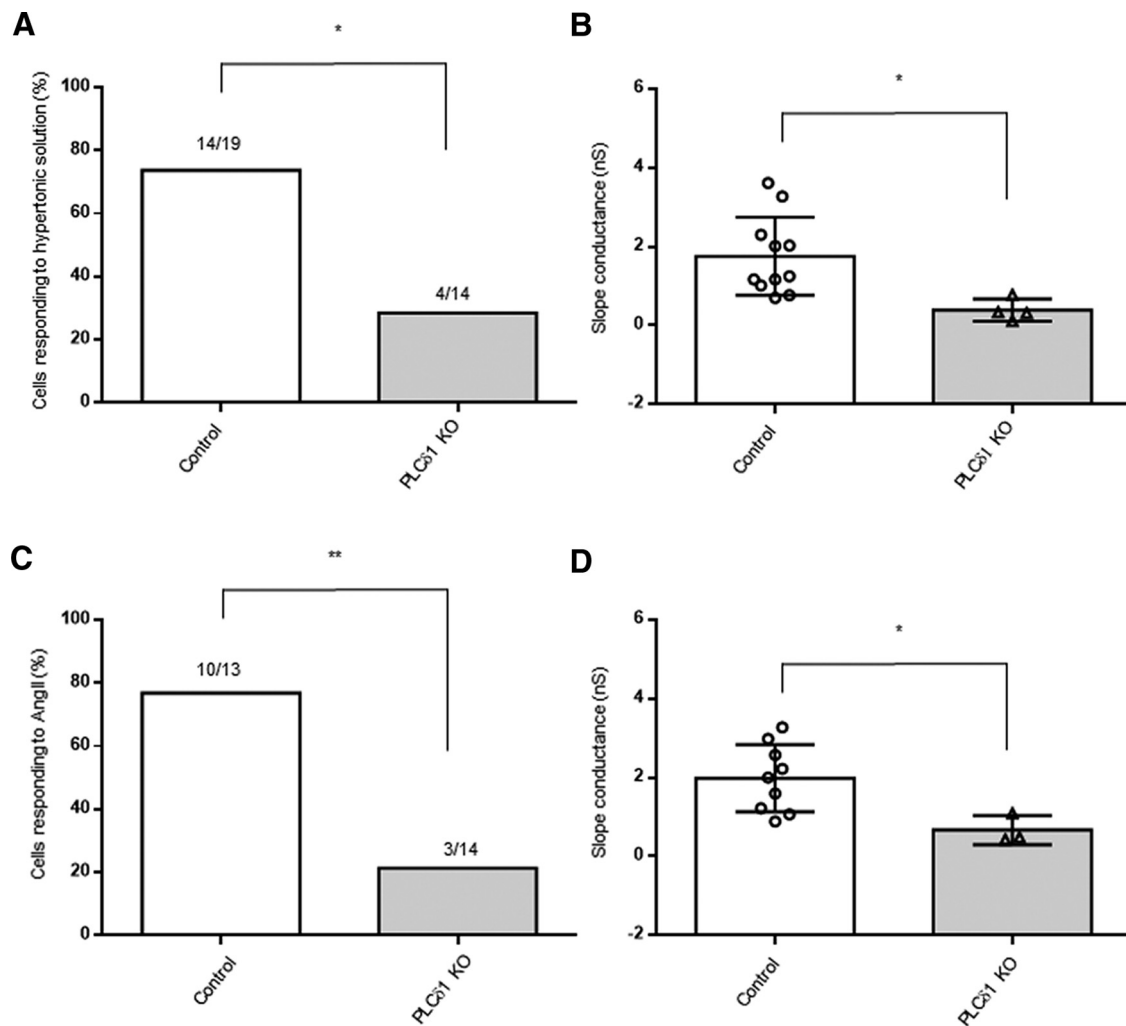 A
*
Cells responding to hypertonic solution (%)
100
80
60
40
20
0
14/19
4/14
Control
PLCδ1 KO
B
*
Slope conductance (nS)
6
4
2
0
-2
Control
PLCδ1 KO
C
**
Cells responding to AngII (%)
100
80
60
40
20
0
10/13
3/14
Control
PLCδ1 KO
D
*
Slope conductance (nS)
6
4
2
0
-2
Control
PLCδ1 KO